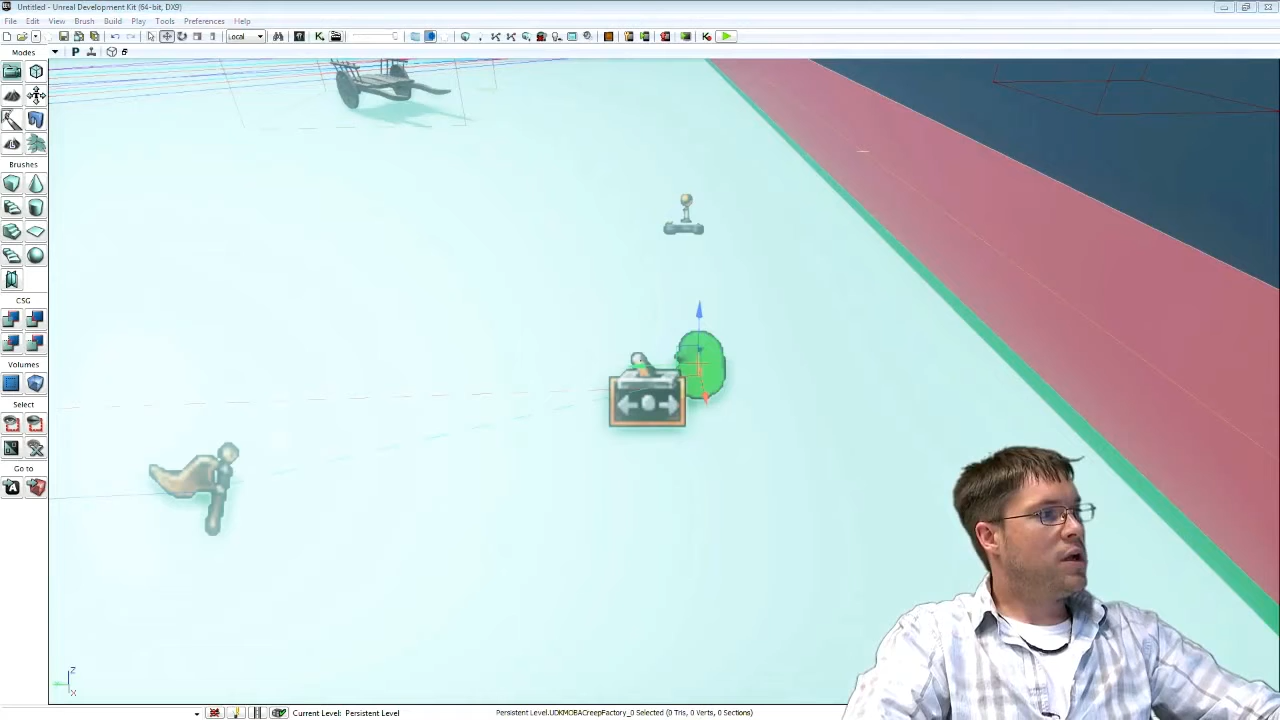 Untitled - Unreal Development Kit (64-bit, DX9)
File Edit View Brush Build Play Tools Preferences Help
Local
Modes
P
Brushes
CSG
Volumes
Select
Go to
Z
X
Current Level: Persistent Level
Persistent Level.UDKMOBACreepFactory_0 Selected (0 Tris, 0 Verts, 0 Sections)